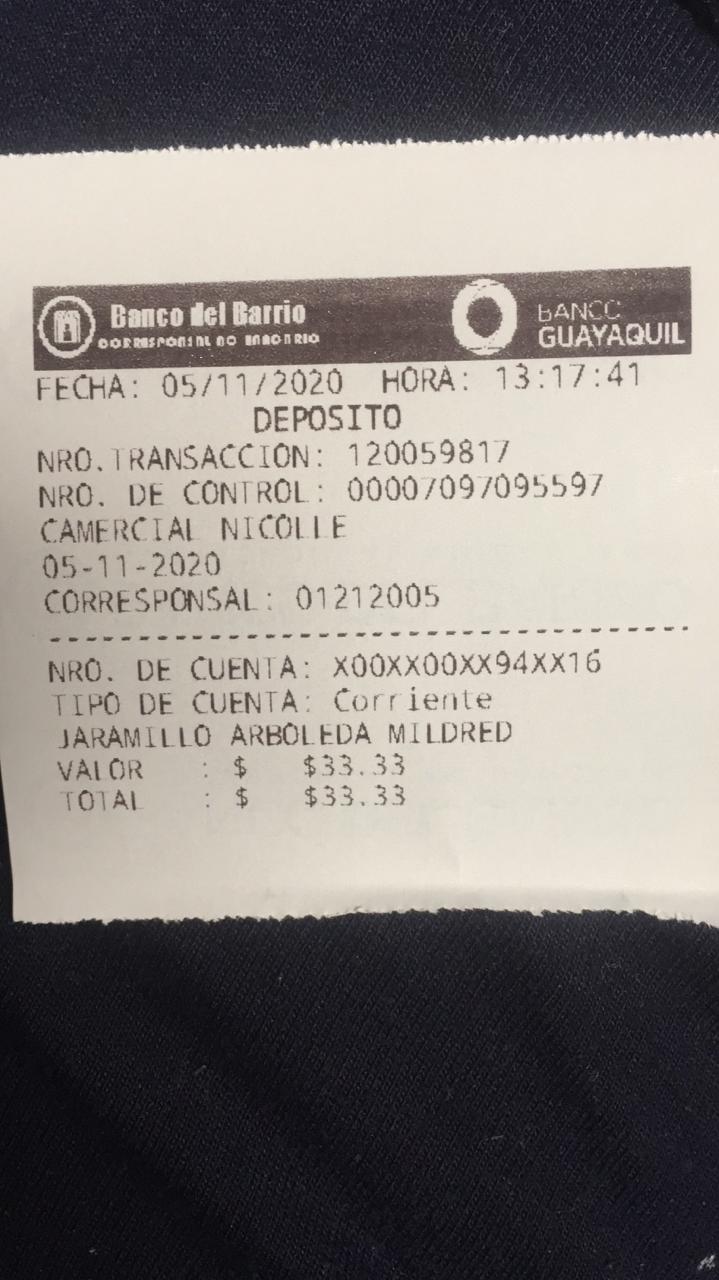 Banco del Barrio
CORRESPONSAL NO BANCARIO
BANCO
GUAYAQUIL
FECHA: 05/11/2020 HORA: 13:17:41
DEPOSITO
NRO.TRANSACCION: 120059817
NRO. DE CONTROL: 00007097095597
CAMERCIAL NICOLLE
05-11-2020
CORRESPONSAL: 01212005
--------------------------------
NRO. DE CUENTA: X00XX00XX94XX16
TIPO DE CUENTA: Corriente
JARAMILLO ARBOLEDA MILDRED
VALOR : $ $33.33
TOTAL : $ $33.33